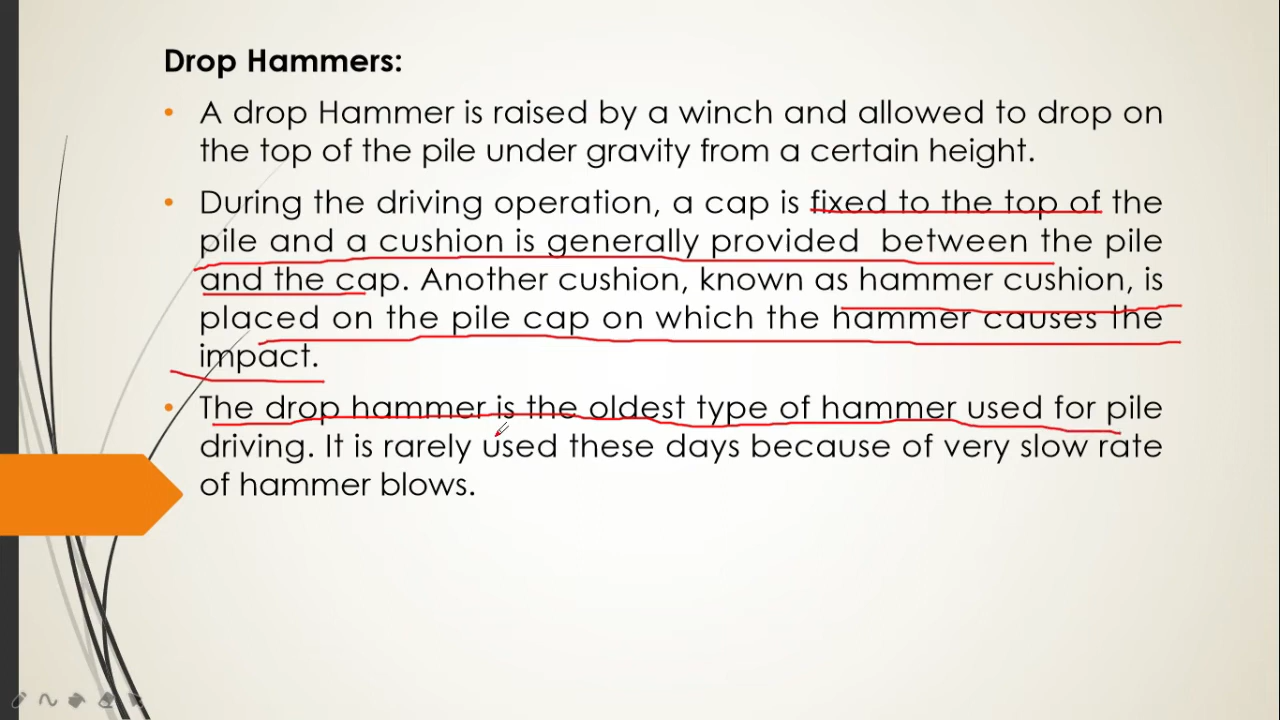 Drop Hammers:
• A drop Hammer is raised by a winch and allowed to drop on
the top of the pile under gravity from a certain height.
• During the driving operation, a cap is fixed to the top of the
pile and a cushion is generally provided between the pile
and the cap. Another cushion, known as hammer cushion, is
placed on the pile cap on which the hammer causes the
impact.
• The drop hammer is the oldest type of hammer used for pile
driving. It is rarely used these days because of very slow rate
of hammer blows.